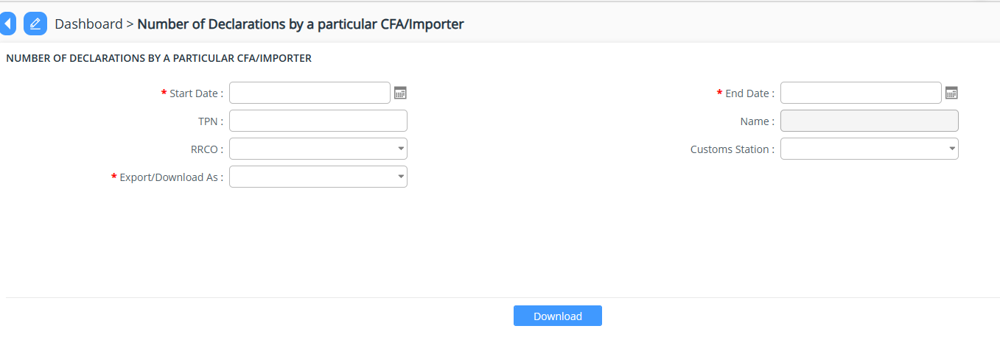 Dashboard > Number of Declarations by a particular CFA/Importer
NUMBER OF DECLARATIONS BY A PARTICULAR CFA/IMPORTER
* Start Date :
* End Date :
TPN :
Name :
RRCO :
Customs Station :
* Export/Download As :
Download